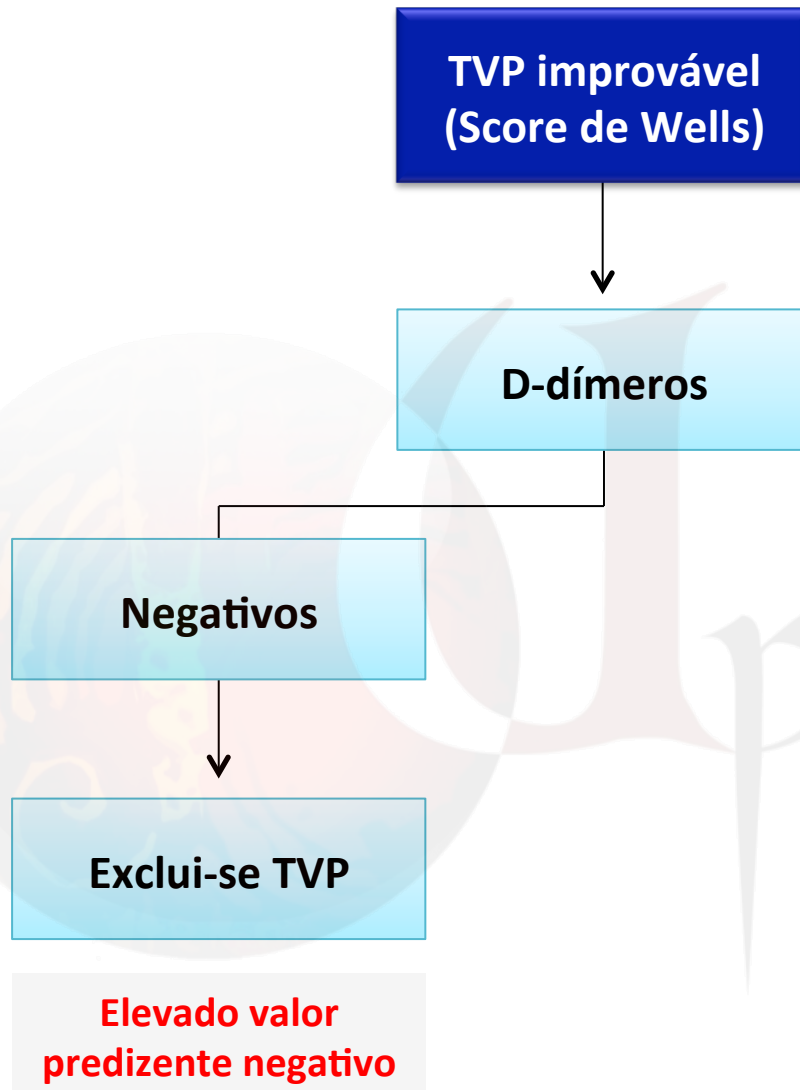 TVP improvável
(Score de Wells)
D-dímeros
Negativos
Exclui-se TVP
Elevado valor
predizente negativo